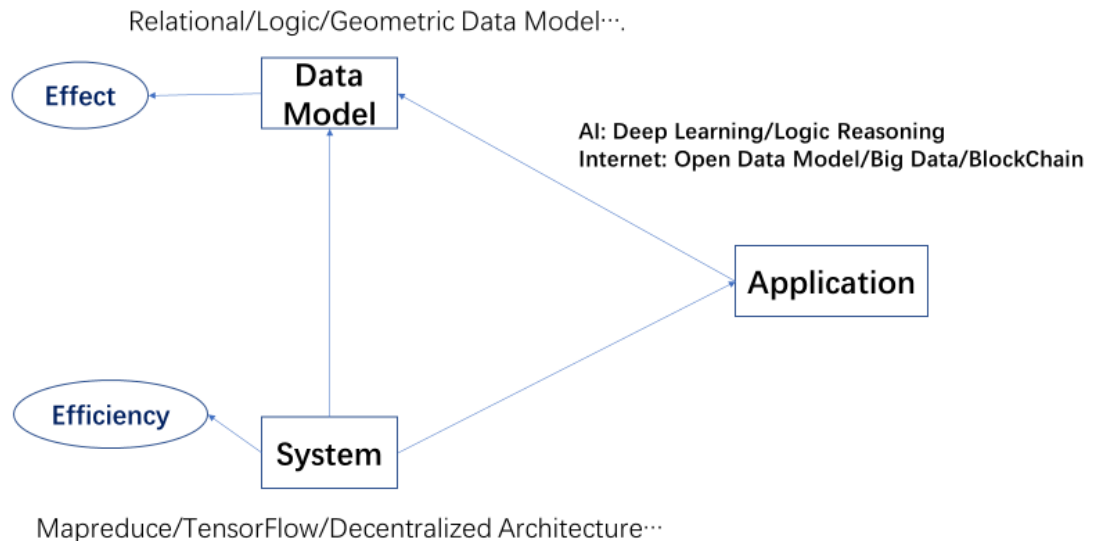 Relational/Logic/Geometric Data Model….
Effect
Data
Model
AI: Deep Learning/Logic Reasoning
Internet: Open Data Model/Big Data/BlockChain
Application
Efficiency
System
Mapreduce/TensorFlow/Decentralized Architecture…